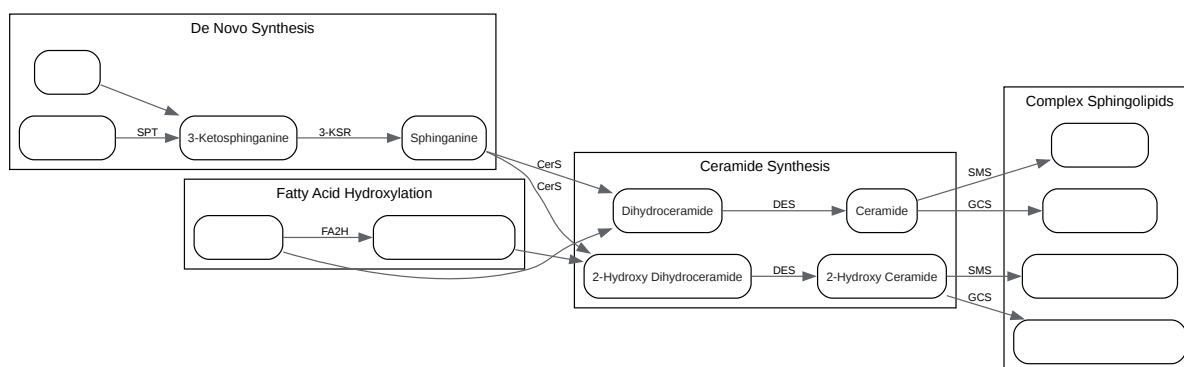 De Novo Synthesis
SPT
3-Ketosphinganine
3-KSR
Sphinganine
Fatty Acid Hydroxylation
FA2H
CerS
CerS
Ceramide Synthesis
Dihydroceramide
DES
Ceramide
2-Hydroxy Dihydroceramide
DES
2-Hydroxy Ceramide
Complex Sphingolipids
SMS
GCS
SMS
GCS